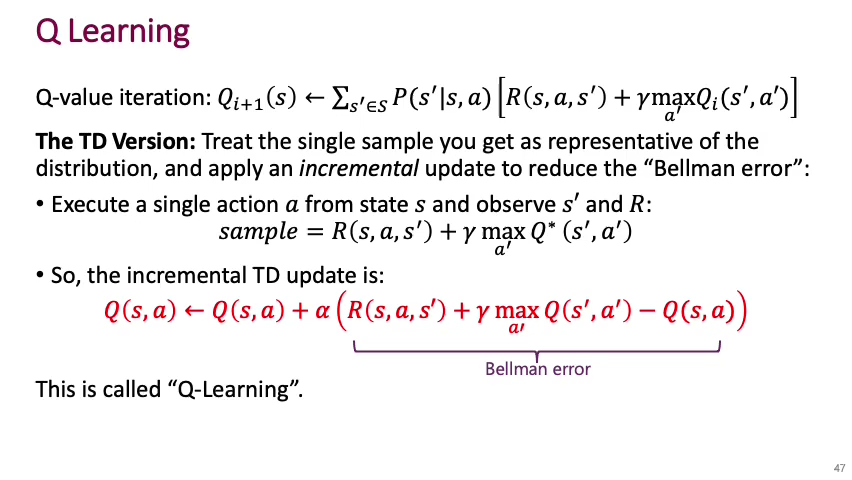 Q Learning
Q-value iteration: Q_{i+1}(s) ← ∑_{s′∈S} P(s′|s, a) [R(s, a, s′) + γ max_{a′} Q_i(s′, a′)]
The TD Version: Treat the single sample you get as representative of the
distribution, and apply an incremental update to reduce the “Bellman error”:
• Execute a single action a from state s and observe s′ and R:
sample = R(s, a, s′) + γ max_{a′} Q* (s′, a′)
• So, the incremental TD update is:
Q(s, a) ← Q(s, a) + α (R(s, a, s′) + γ max_{a′} Q(s′, a′) − Q(s, a))
Bellman error
This is called “Q-Learning”.
47